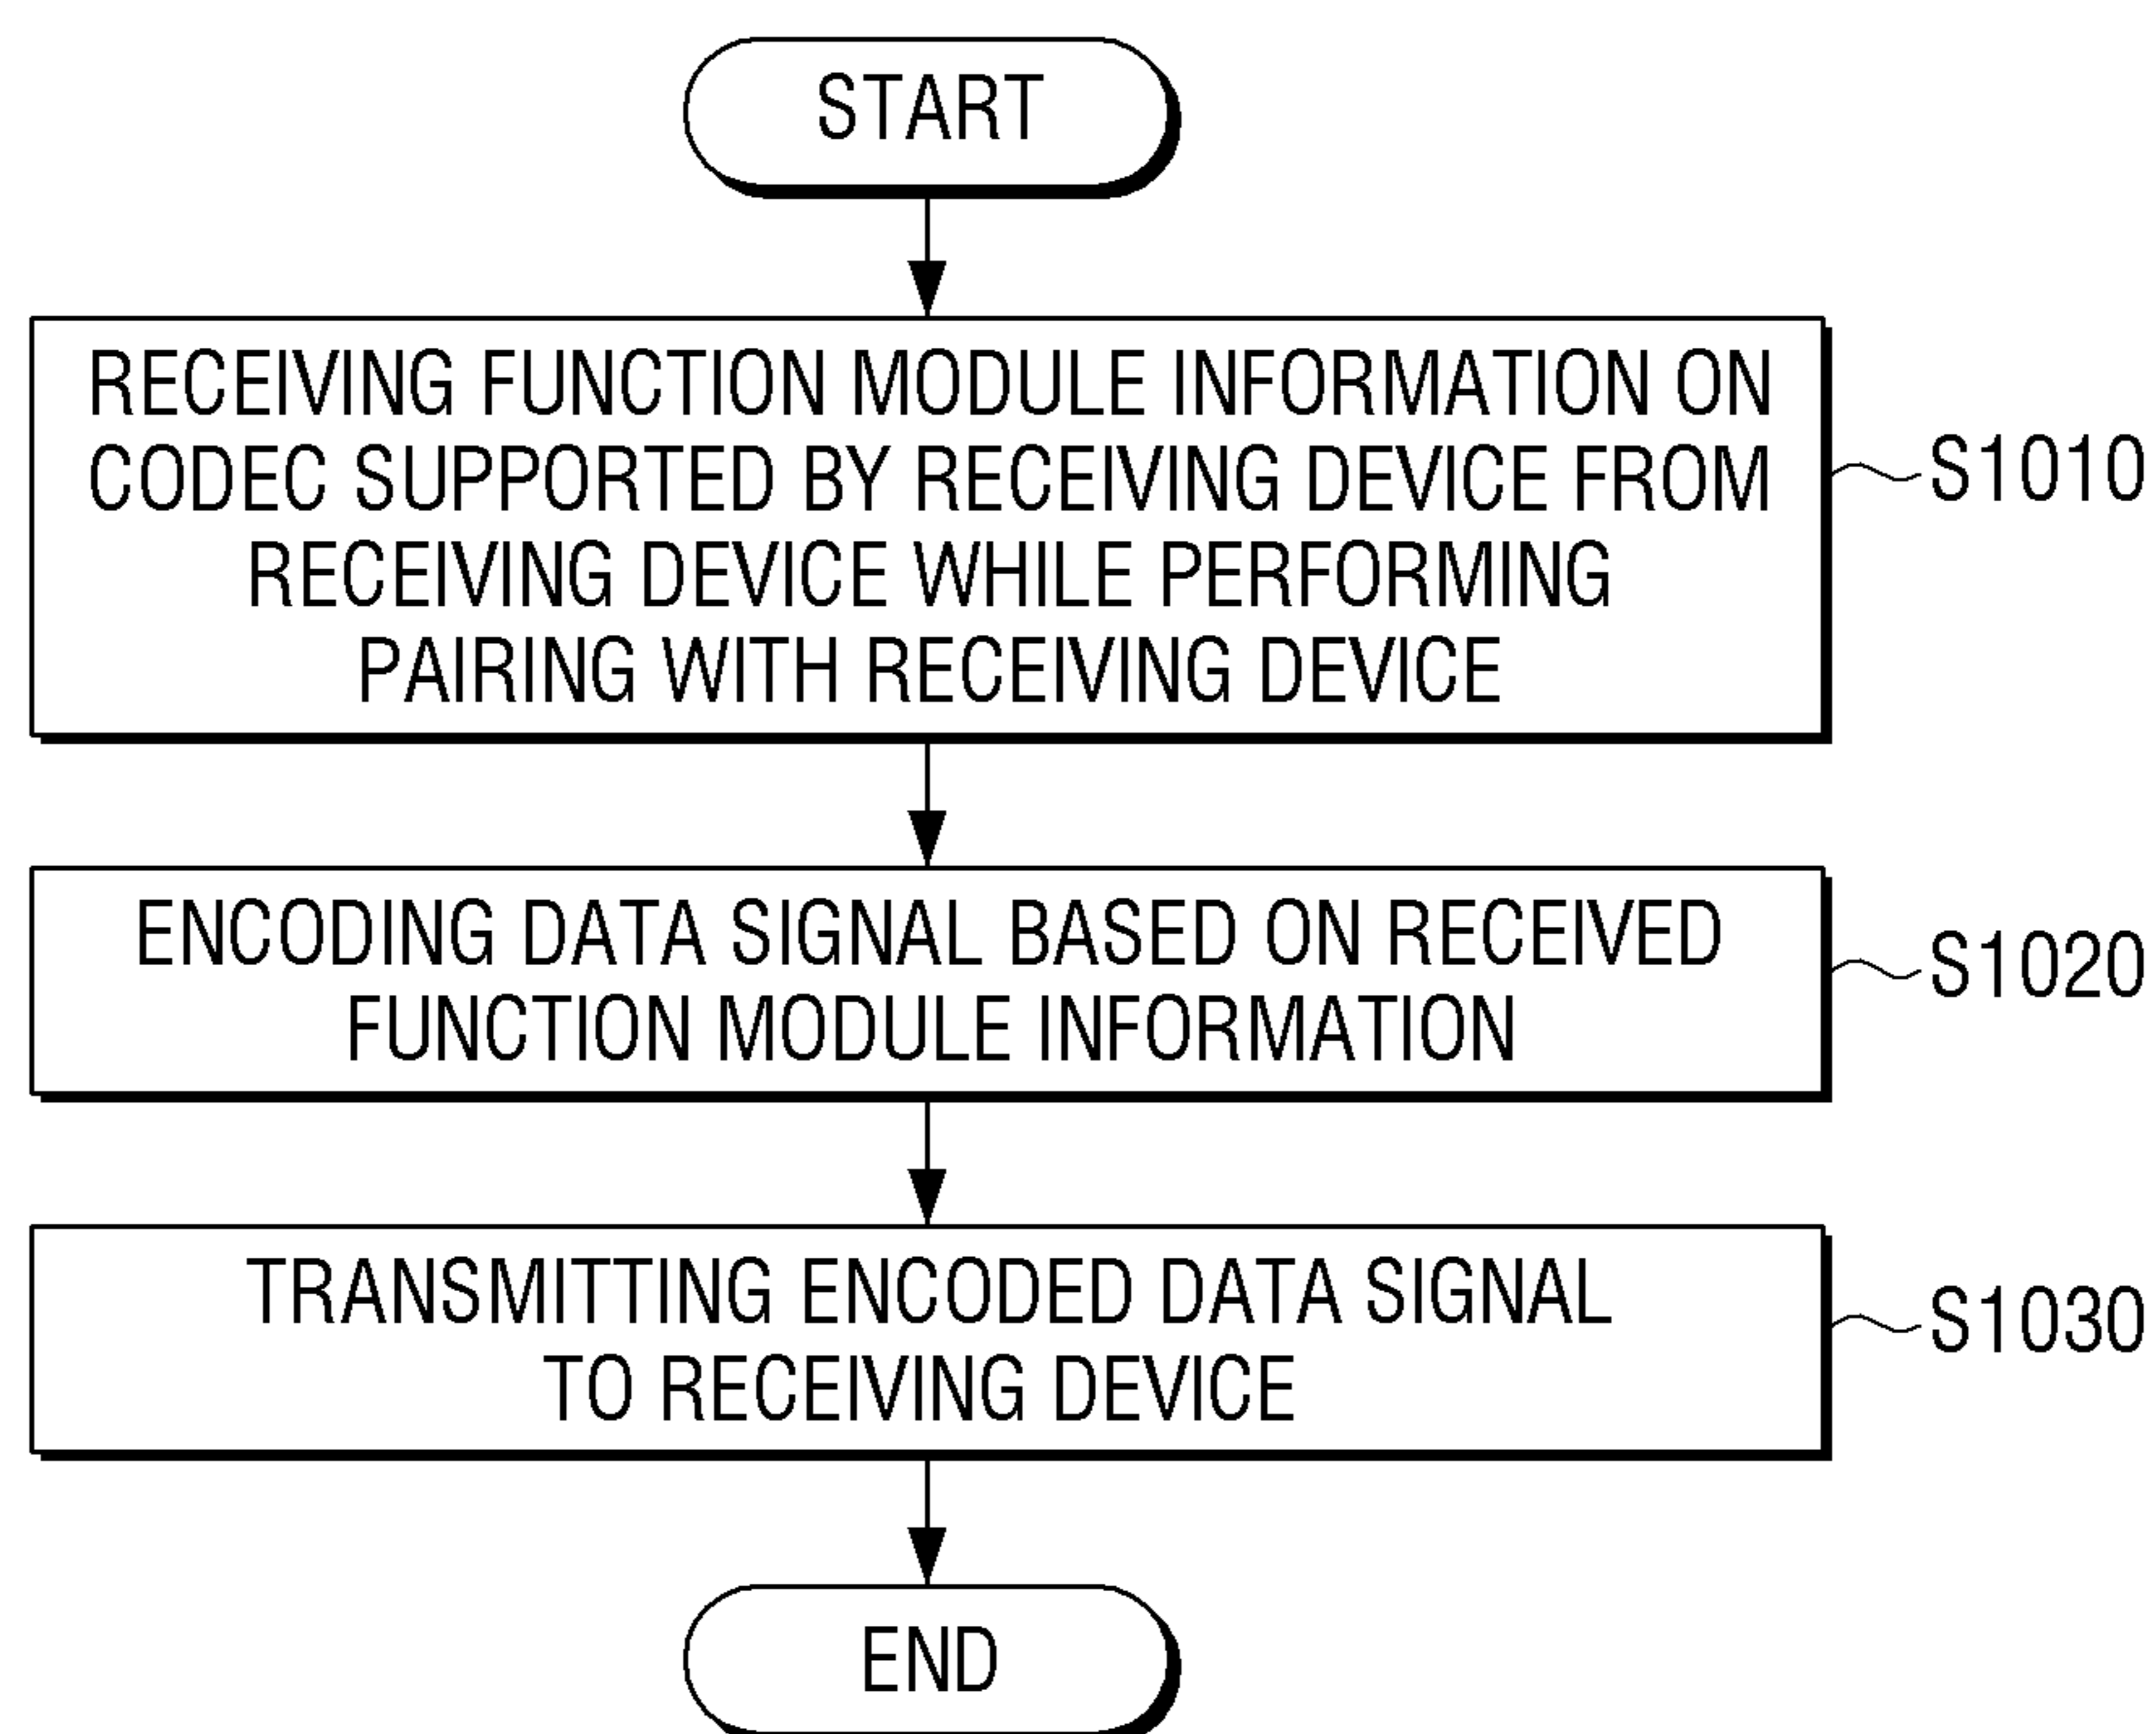 START
RECEIVING FUNCTION MODULE INFORMATION ON
CODEC SUPPORTED BY RECEIVING DEVICE FROM
RECEIVING DEVICE WHILE PERFORMING
PAIRING WITH RECEIVING DEVICE
S1010
ENCODING DATA SIGNAL BASED ON RECEIVED
FUNCTION MODULE INFORMATION
S1020
TRANSMITTING ENCODED DATA SIGNAL
TO RECEIVING DEVICE
S1030
END